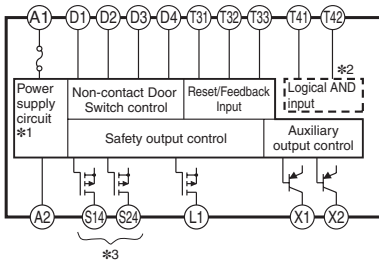 A1 D1 D2 D3 D4 T31 T32 T33 T41 T42
*2
Power
supply
circuit
*1
Non-contact Door
Switch control
Reset/Feedback
Input
Logical AND
input
Safety output control
Auxiliary
output control
A2 S14 S24 L1 X1 X2
*3